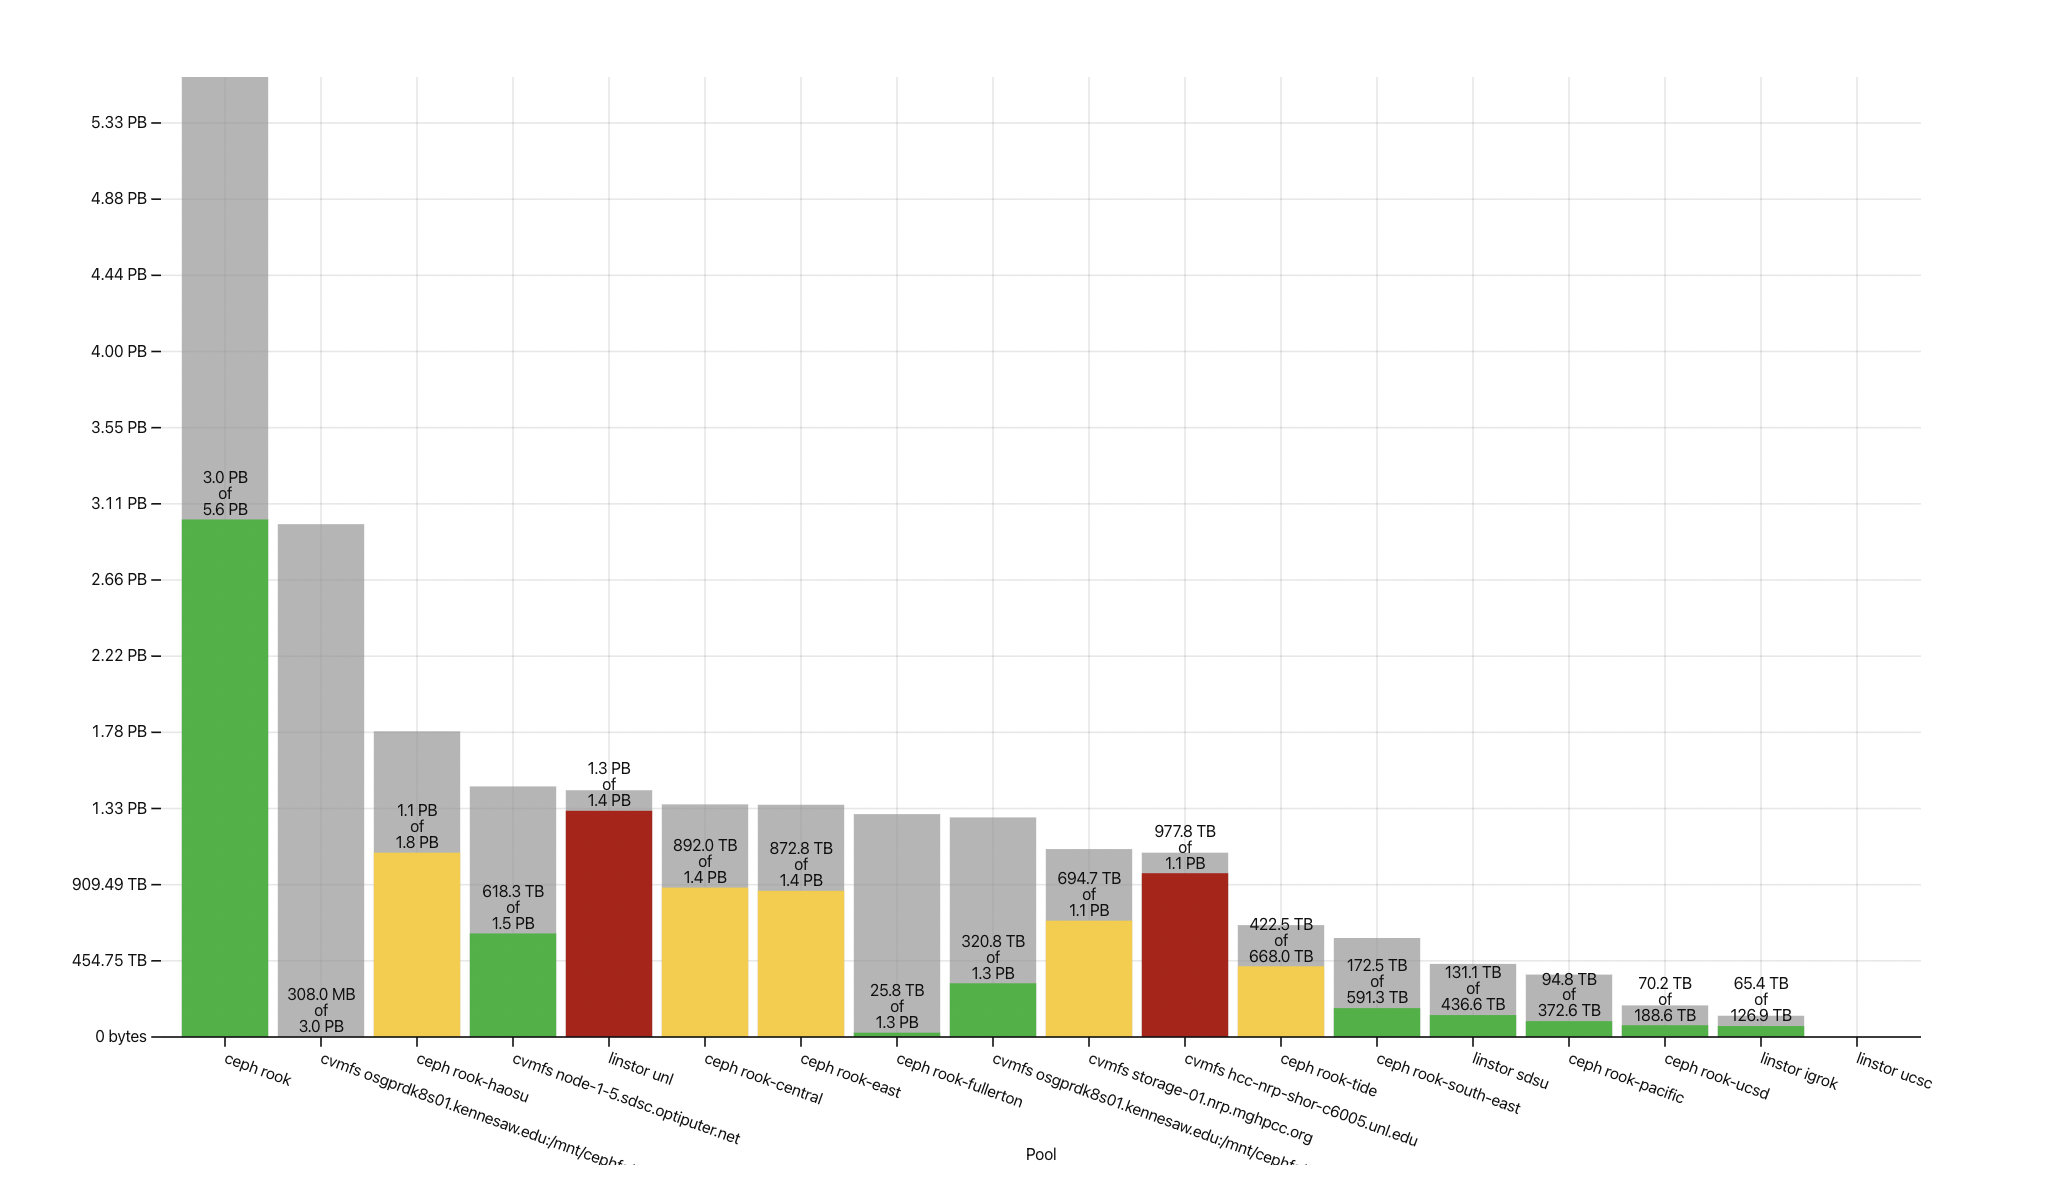 5.33 PB
4.88 PB
4.44 PB
4.00 PB
3.55 PB
3.11 PB
2.66 PB
2.22 PB
1.78 PB
1.33 PB
909.49 TB
454.75 TB
0 bytes
3.0 PB
of
5.6 PB
308.0 MB
of
3.0 PB
1.1 PB
of
1.8 PB
618.3 TB
of
1.5 PB
1.3 PB
of
1.4 PB
892.0 TB
of
1.4 PB
872.8 TB
of
1.4 PB
25.8 TB
of
1.3 PB
320.8 TB
of
1.3 PB
694.7 TB
of
1.1 PB
977.8 TB
of
1.1 PB
422.5 TB
of
668.0 TB
172.5 TB
of
591.3 TB
131.1 TB
of
436.6 TB
94.8 TB
of
372.6 TB
70.2 TB
of
188.6 TB
65.4 TB
of
126.9 TB
ceph rook
cvmfs osgprdk8s01.kennesaw.edu:/mnt/cephf
ceph rook-haosu
cvmfs node-1-5.sdsc.optiputer.net
linstor unl
ceph rook-central
ceph rook-east
ceph rook-fullerton
cvmfs osgprdk8s01.kennesaw.edu:/mnt/cephf
cvmfs storage-01.nrp.mghpcc.org
cvmfs hcc-nrp-shor-c6005.unl.edu
ceph rook-tide
ceph rook-south-east
linstor sdsu
ceph rook-pacific
ceph rook-ucsd
linstor igrok
linstor ucsc
Pool